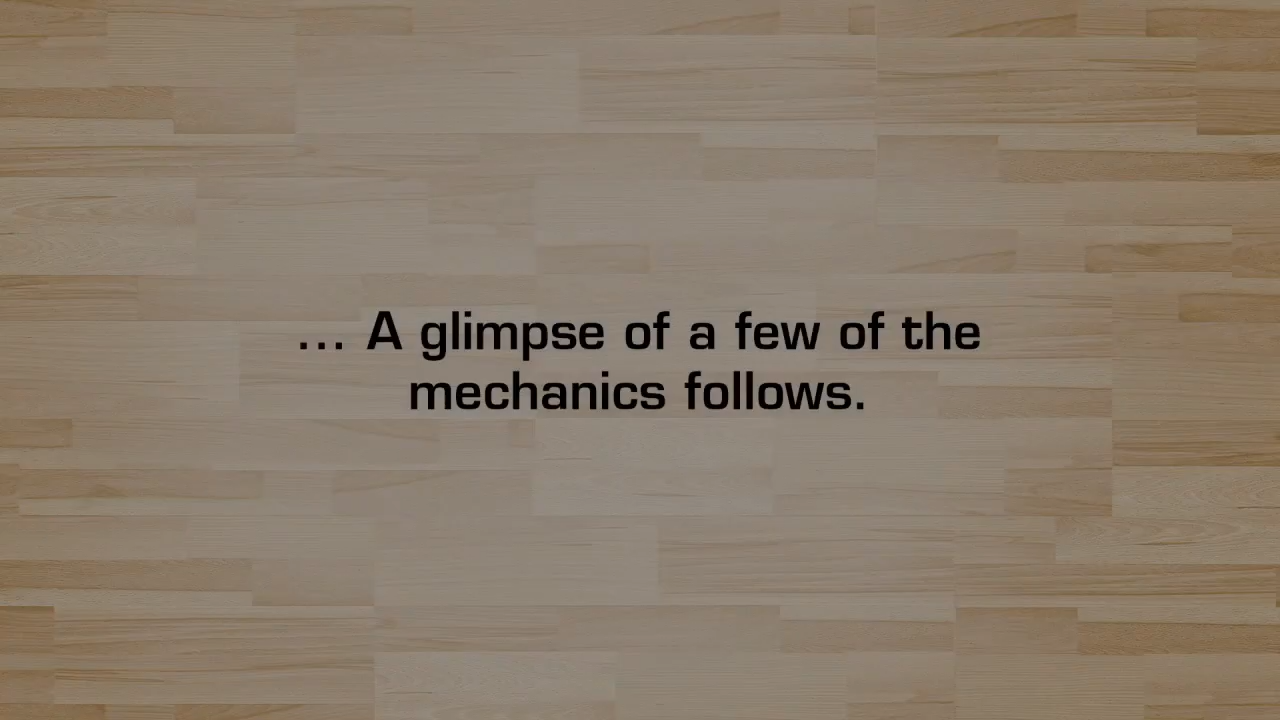 ... A glimpse of a few of the
mechanics follows.